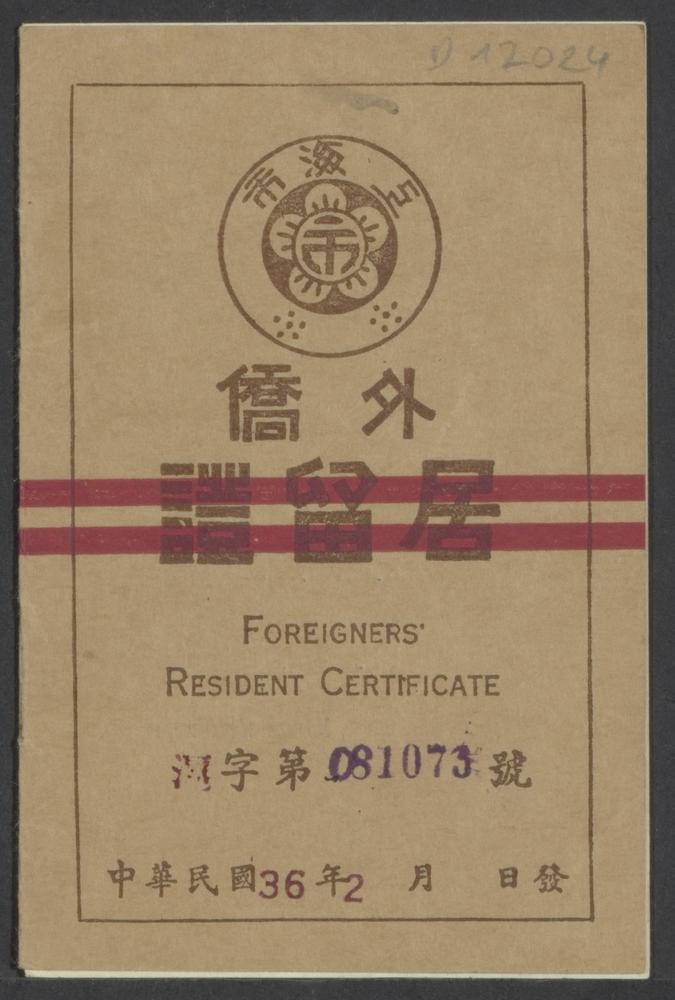 D 12024
上海市
市
外僑
居留證
FOREIGNERS'
RESIDENT CERTIFICATE
字第081073號
中華民國36年2月 日發